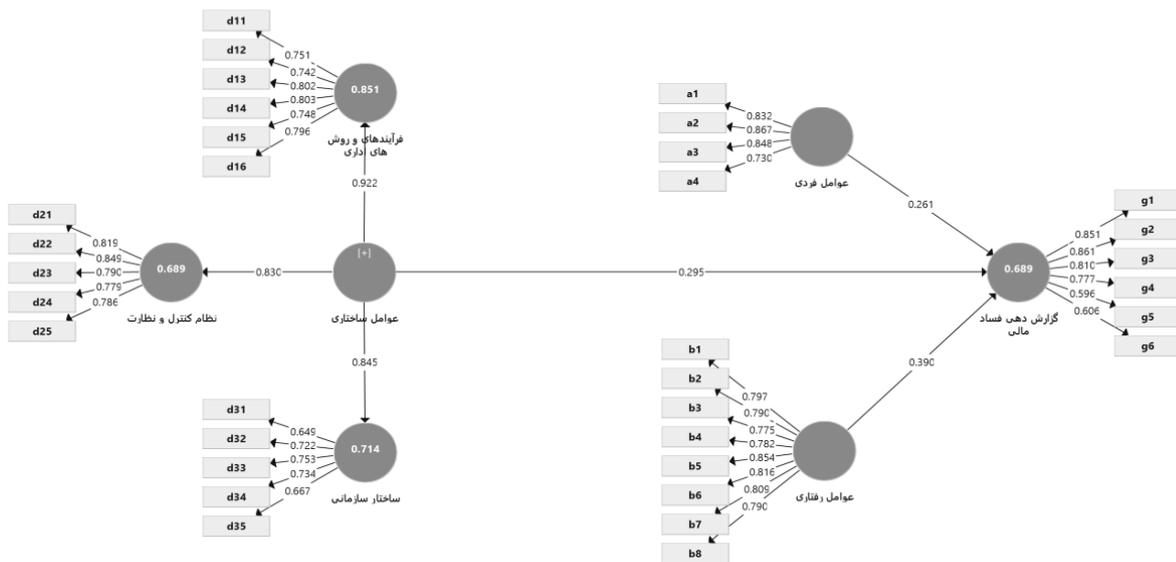 d11
d12
d13
d14
d15
d16
0.751
0.742
0.802
0.803
0.748
0.796
0.851
فرآیندهای و روش
های اداری
0.922
d21
d22
d23
d24
d25
0.819
0.849
0.790
0.779
0.786
0.689
نظام کنترل و نظارت
0.830
[+]
عوامل ساختاری
0.295
0.845
d31
d32
d33
d34
d35
0.649
0.722
0.753
0.734
0.667
0.714
ساختار سازمانی
a1
a2
a3
a4
0.832
0.867
0.848
0.730
عوامل فردی
0.261
g1
g2
g3
g4
g5
g6
0.851
0.861
0.810
0.777
0.596
0.606
0.689
گزارش دهی فساد
مالی
0.390
b1
b2
b3
b4
b5
b6
b7
b8
0.797
0.790
0.775
0.782
0.854
0.816
0.809
0.790
عوامل رفتاری